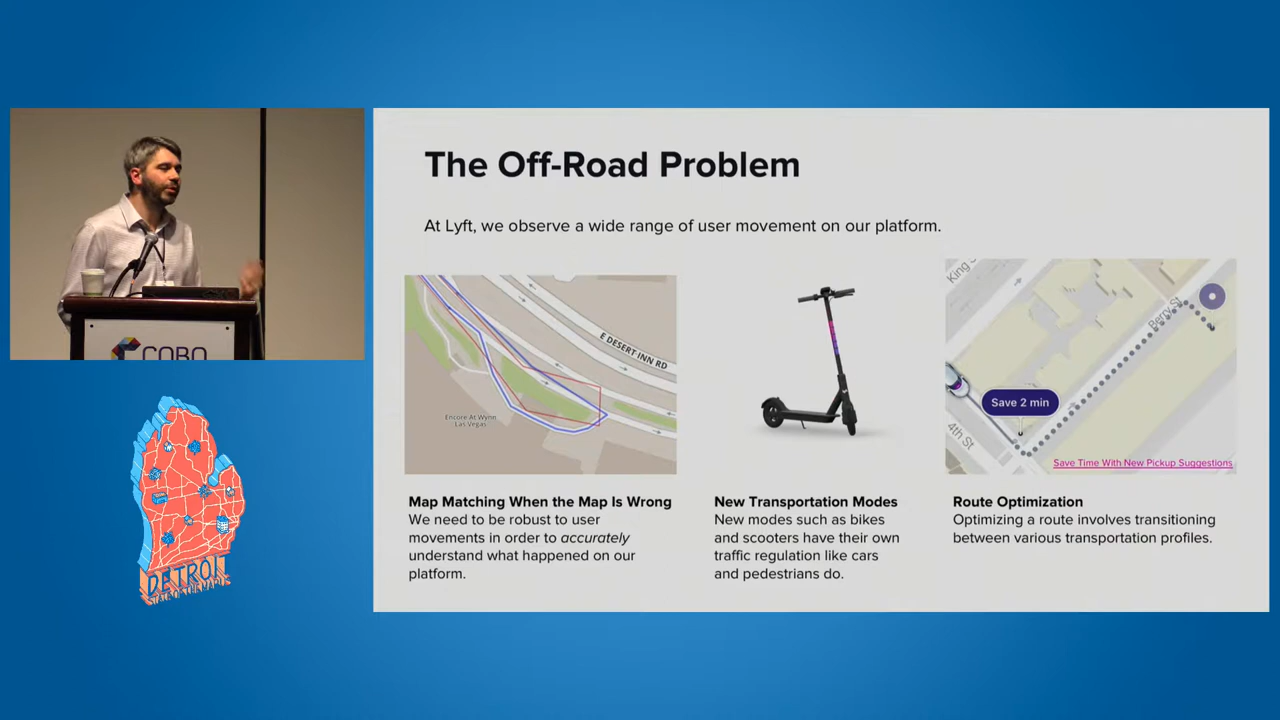 The Off-Road Problem
At Lyft, we observe a wide range of user movement on our platform.
E DESERT INN RD
Encore At Wynn
Las Vegas
King S
Berry St
Save 2 min
4th St
Save Time With New Pickup Suggestions
Map Matching When the Map Is Wrong
We need to be robust to user
movements in order to accurately
understand what happened on our
platform.
New Transportation Modes
New modes such as bikes
and scooters have their own
traffic regulation like cars
and pedestrians do.
Route Optimization
Optimizing a route involves transitioning
between various transportation profiles.
COBO
DETROIT
STATE OF THE MAP US